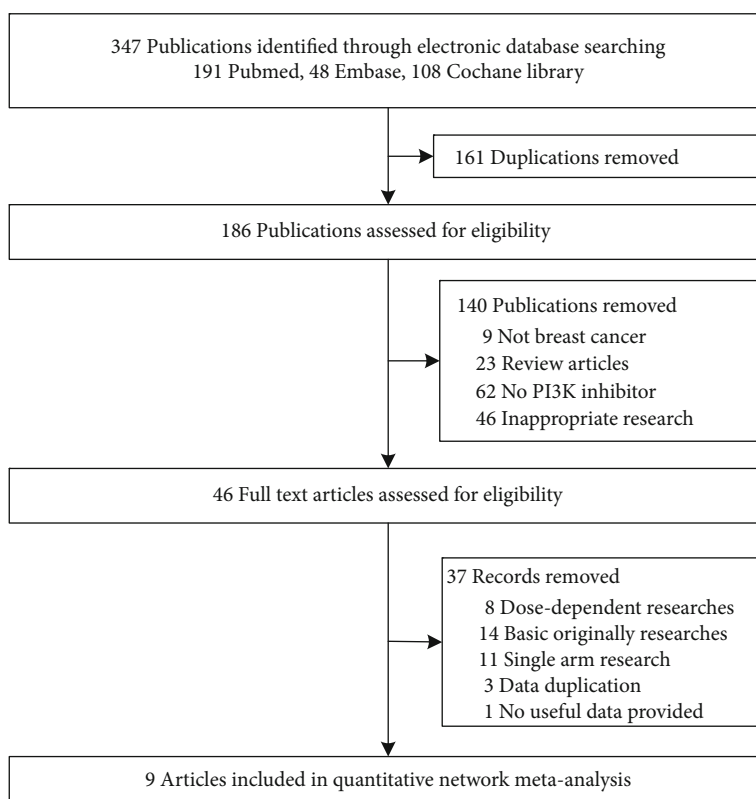 347 Publications identified through electronic database searching
191 Pubmed, 48 Embase, 108 Cochane library
161 Duplications removed
186 Publications assessed for eligibility
140 Publications removed
9 Not breast cancer
23 Review articles
62 No PI3K inhibitor
46 Inappropriate research
46 Full text articles assessed for eligibility
37 Records removed
8 Dose-dependent researches
14 Basic originally researches
11 Single arm research
3 Data duplication
1 No useful data provided
9 Articles included in quantitative network meta-analysis